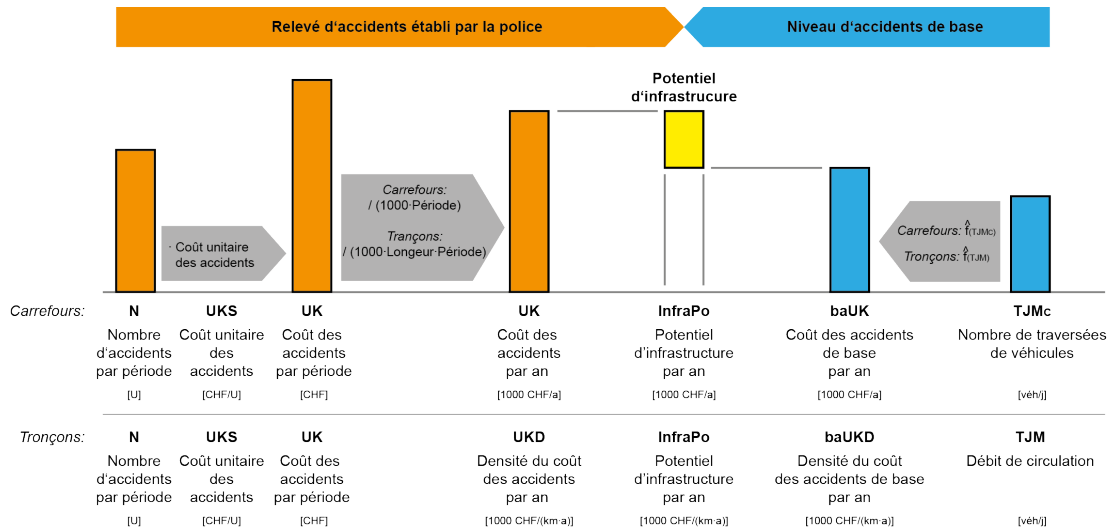 Relevé d‘accidents établi par la police
Niveau d‘accidents de base
Potentiel
d‘infrastrucure
· Coût unitaire
des accidents
Carrefours:
/ (1000·Période)
Trançons:
/ (1000·Longeur·Période)
Carrefours: f̂(TJMc)
Tronçons: f̂(TJM)
Carrefours:
N
UKS
UK
UK
InfraPo
baUK
TJMc
Nombre
d‘accidents
par période
Coût unitaire
des
accidents
Coût des
accidents
par période
Coût des
accidents
par an
Potentiel
d‘infrastructure
par an
Coût des accidents
de base
par an
Nombre de traversées
de véhicules
[U]
[CHF/U]
[CHF]
[1000 CHF/a]
[1000 CHF/a]
[1000 CHF/a]
[véh/j]
Tronçons:
N
UKS
UK
UKD
InfraPo
baUKD
TJM
Nombre
d‘accidents
par période
Coût unitaire
des
accidents
Coût des
accidents
par période
Densité du coût
des accidents
par an
Potentiel
d‘infrastructure
par an
Densité du coût
des accidents de base
par an
Débit de circulation
[U]
[CHF/U]
[CHF]
[1000 CHF/(km·a)]
[1000 CHF/(km·a)]
[1000 CHF/(km·a)]
[véh/j]